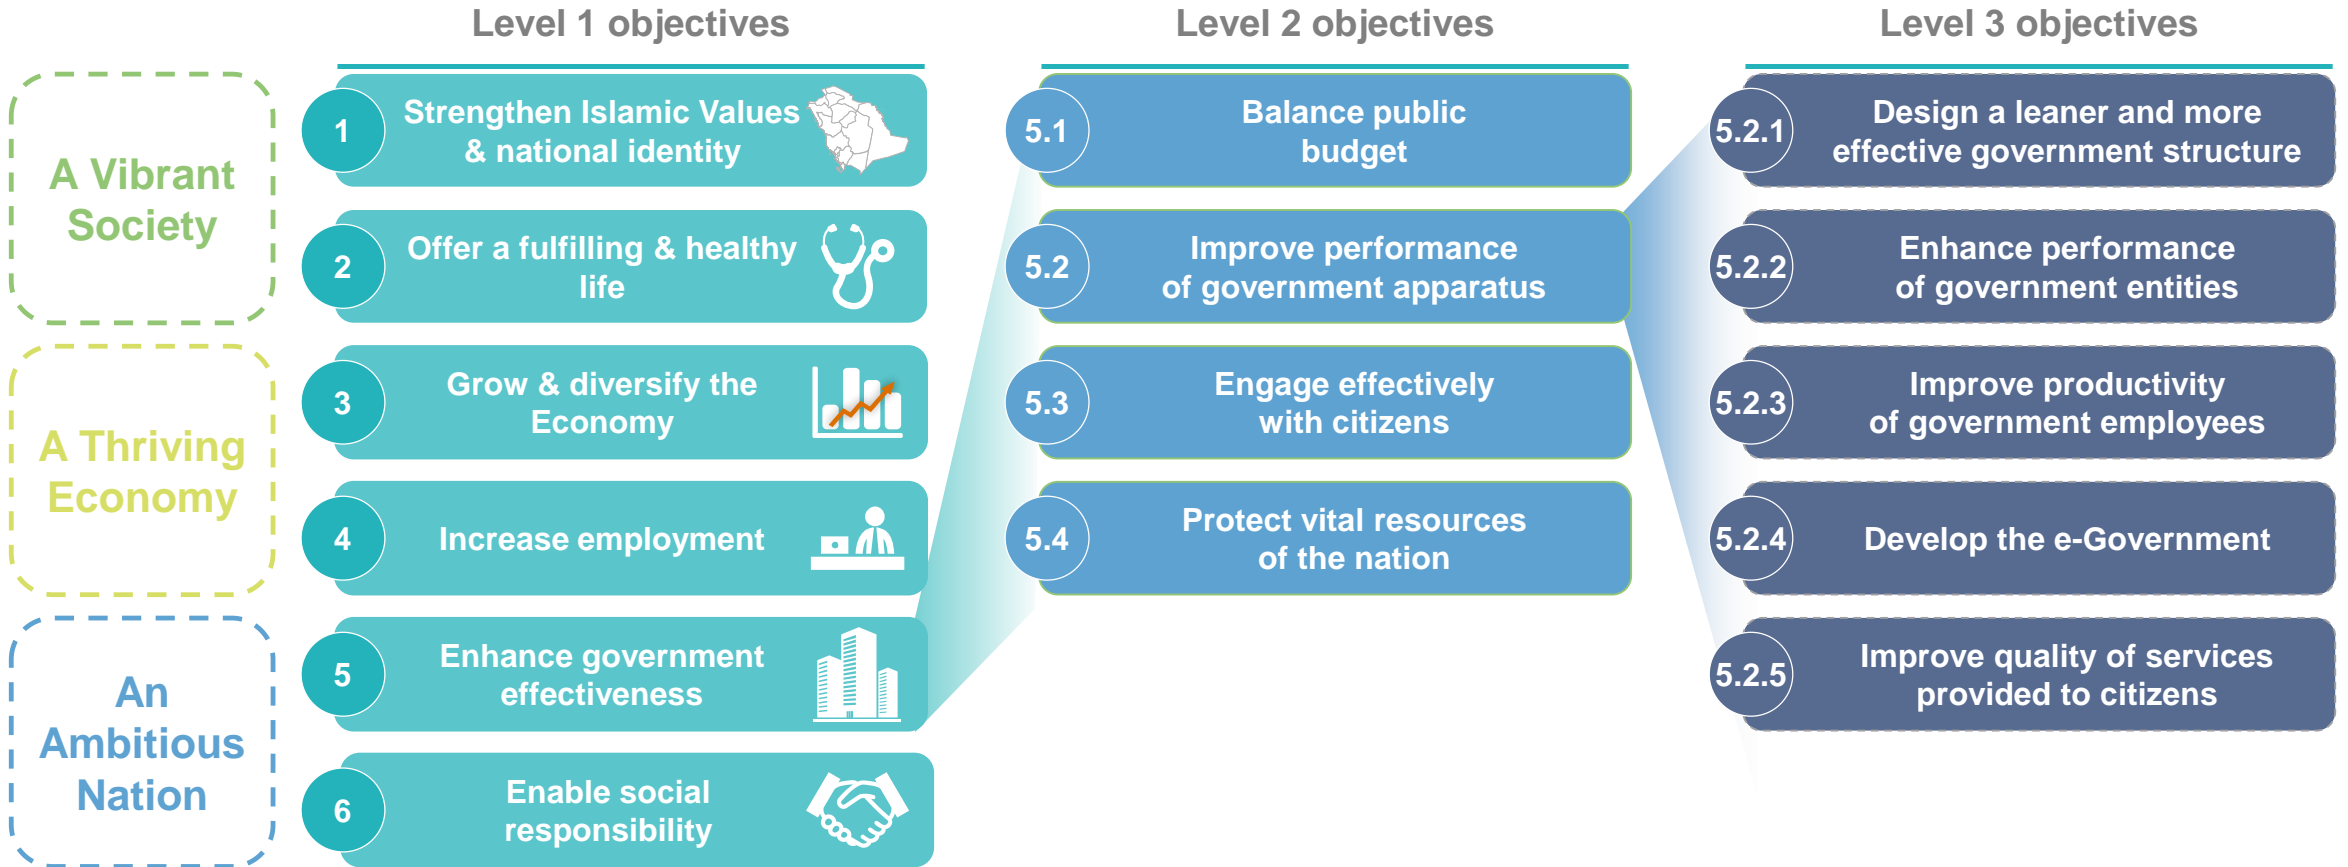 Level 1 objectives
Level 2 objectives
Level 3 objectives
A Vibrant
Society
A Thriving
Economy
An
Ambitious
Nation
1
Strengthen Islamic Values
& national identity
2
Offer a fulfilling & healthy
life
3
Grow & diversify the
Economy
4
Increase employment
5
Enhance government
effectiveness
6
Enable social
responsibility
5.1
Balance public
budget
5.2
Improve performance
of government apparatus
5.3
Engage effectively
with citizens
5.4
Protect vital resources
of the nation
5.2.1
Design a leaner and more
effective government structure
5.2.2
Enhance performance
of government entities
5.2.3
Improve productivity
of government employees
5.2.4
Develop the e-Government
5.2.5
Improve quality of services
provided to citizens